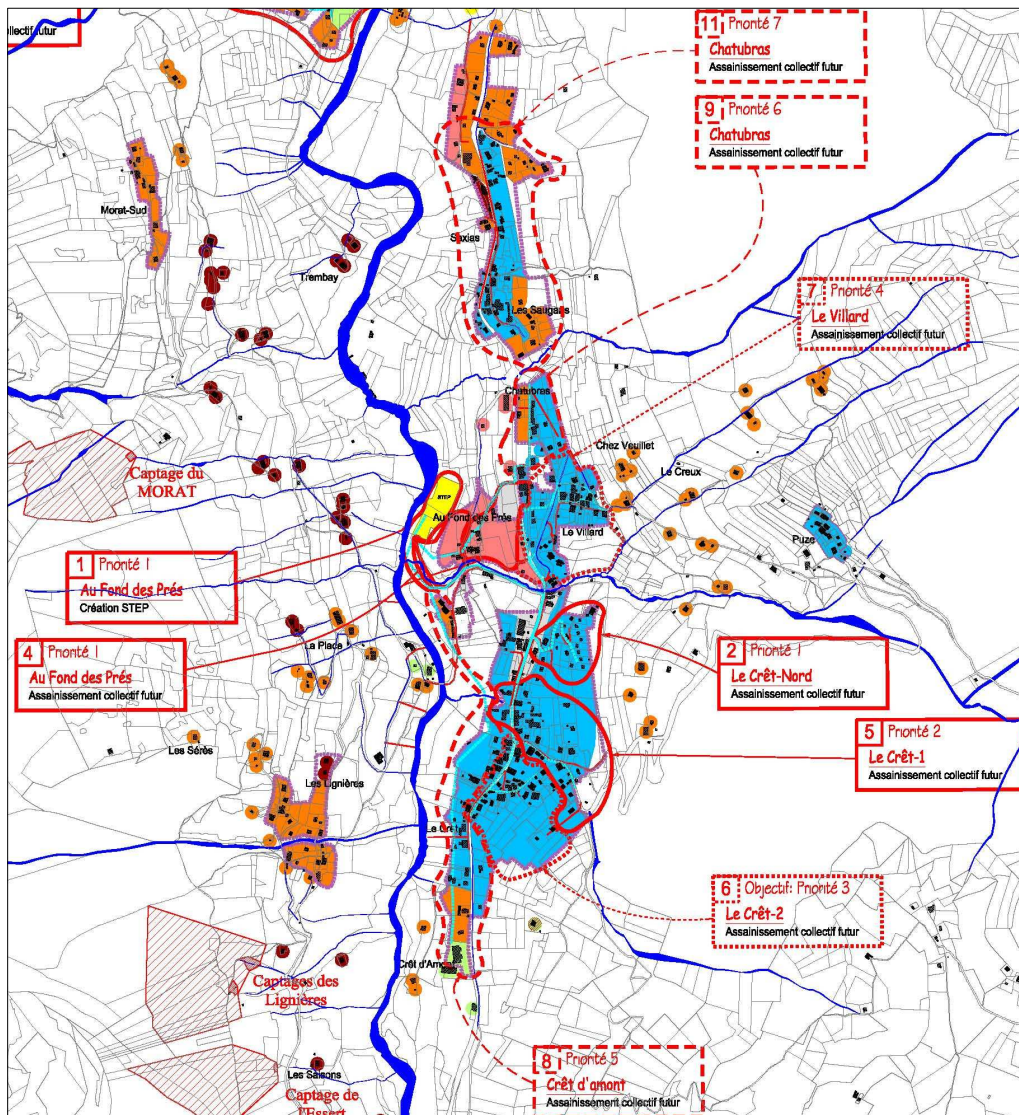 11 Priorité 7
Chatubras
Assainissement collectif futur
9 Priorité 6
Chatubras
Assainissement collectif futur
ollectif futur
Morat-Sud
Trembay
Saxias
Les Saugans
7 Priorité 4
Le Villard
Assainissement collectif futur
Chatubras
Chez Veuillet
Le Creux
Captage du
MORAT
STEP
Au Fond des Prés
Le Villard
Puze
1 Priorité 1
Au Fond des Prés
Création STEP
La Place
4 Priorité 1
Au Fond des Prés
Assainissement collectif futur
2 Priorité 1
Le Crêt-Nord
Assainissement collectif futur
Les Sérès
5 Priorité 2
Le Crêt-1
Assainissement collectif futur
Les Lignières
Le Crêt
6 Objectif: Priorité 3
Le Crêt-2
Assainissement collectif futur
Crêt d'Amont
Captages des
Lignières
Les Saisons
Captage de
l'Essert
8 Priorité 5
Crêt d'amont
Assainissement collectif futur